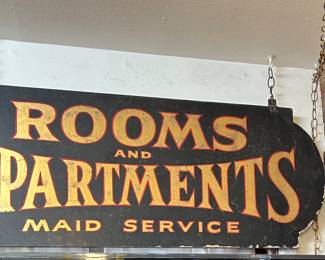 ROOMS
AND
PARTMENTS
MAID SERVICE